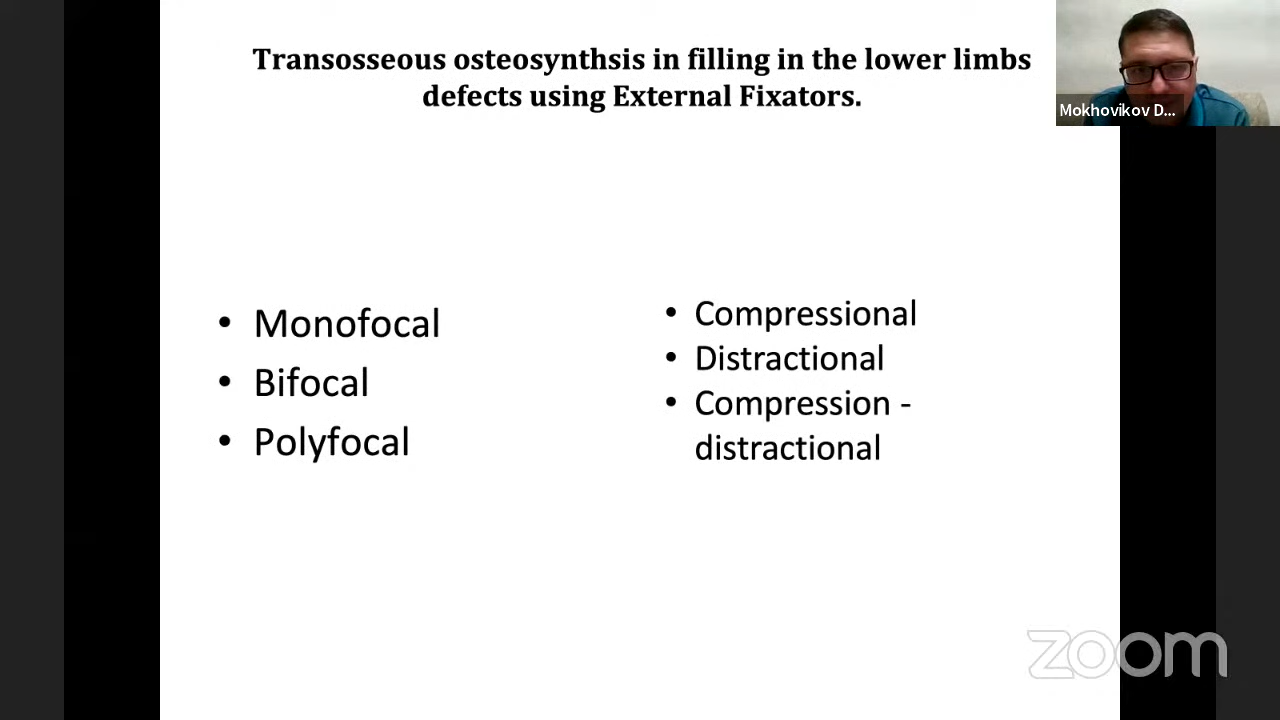 Transosseous osteosynthsis in filling in the lower limbs
defects using External Fixators.
Mokhovikov D...
• Monofocal
• Bifocal
• Polyfocal
• Compressional
• Distractional
• Compression -
distractional
zoom